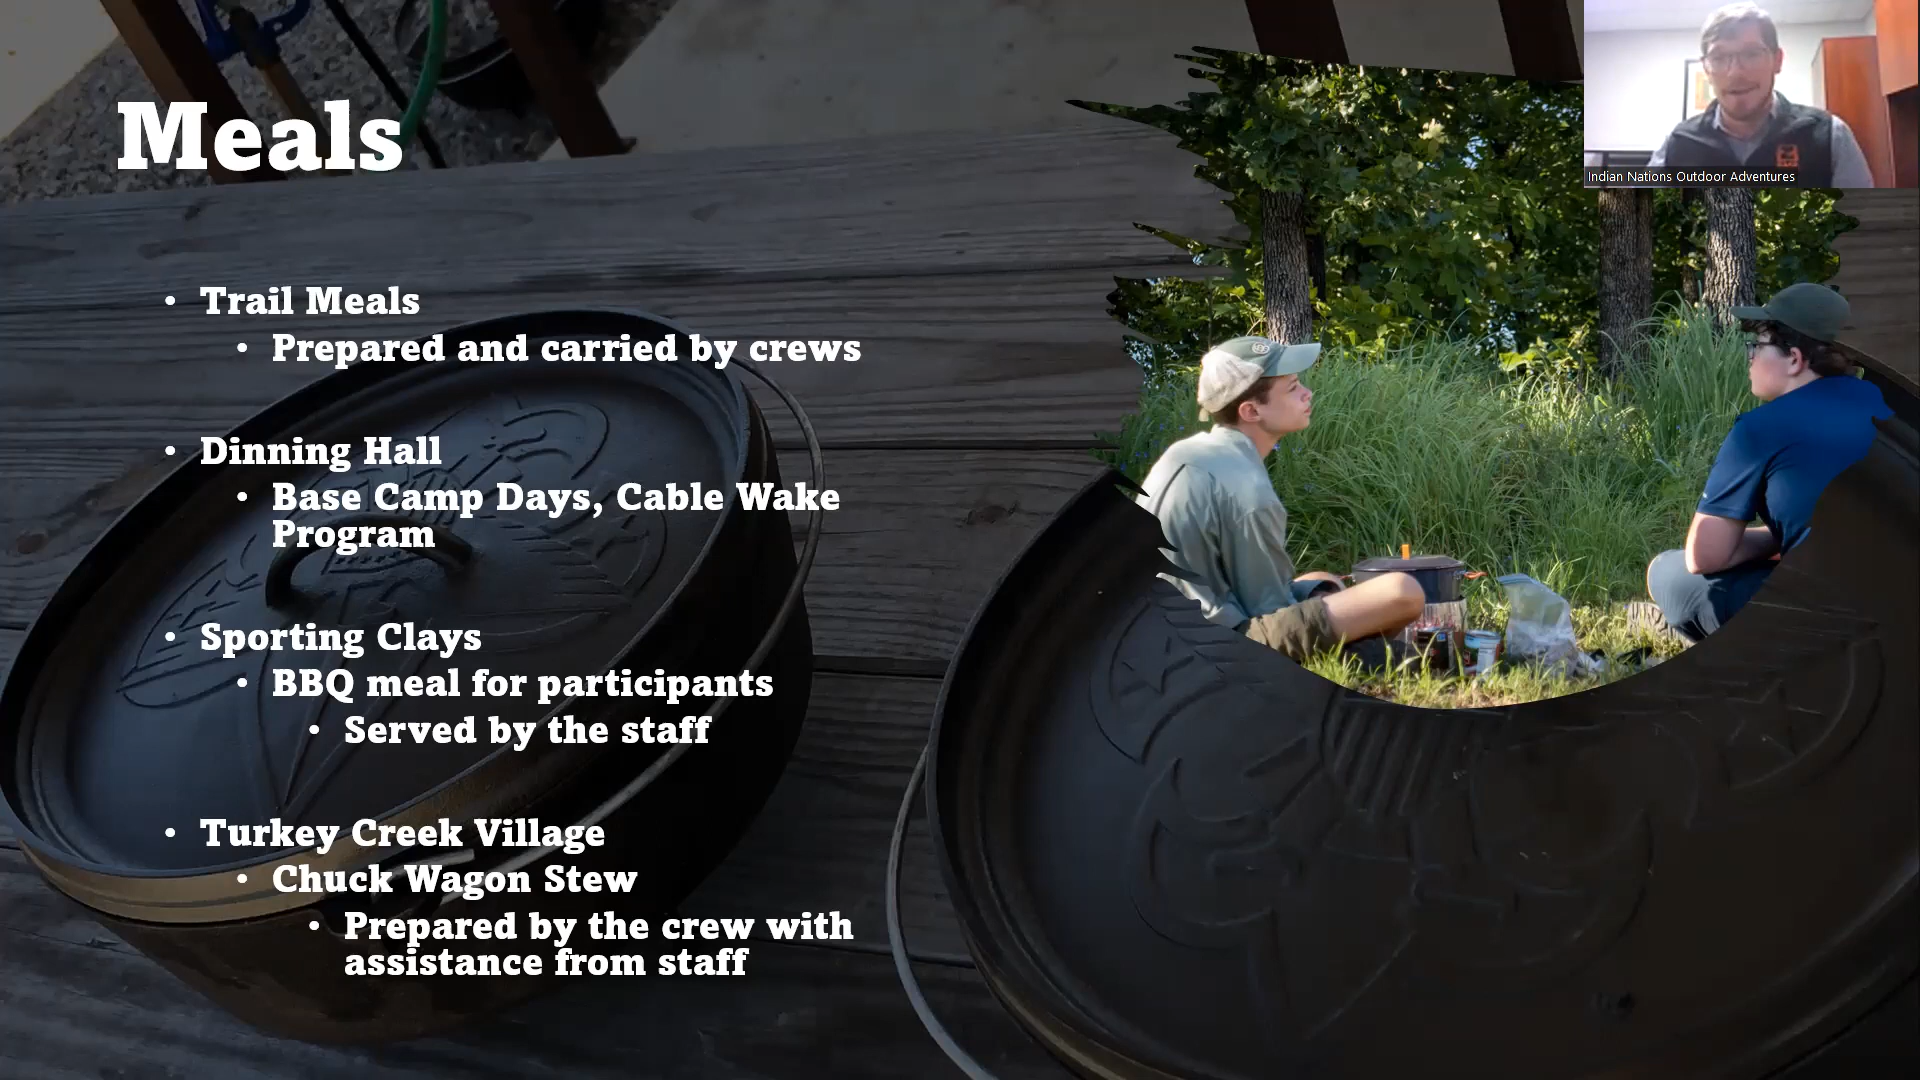 Meals
Indian Nations Outdoor Adventures
• Trail Meals
• Prepared and carried by crews
• Dinning Hall
• Base Camp Days, Cable Wake
Program
• Sporting Clays
• BBQ meal for participants
• Served by the staff
• Turkey Creek Village
• Chuck Wagon Stew
• Prepared by the crew with
assistance from staff